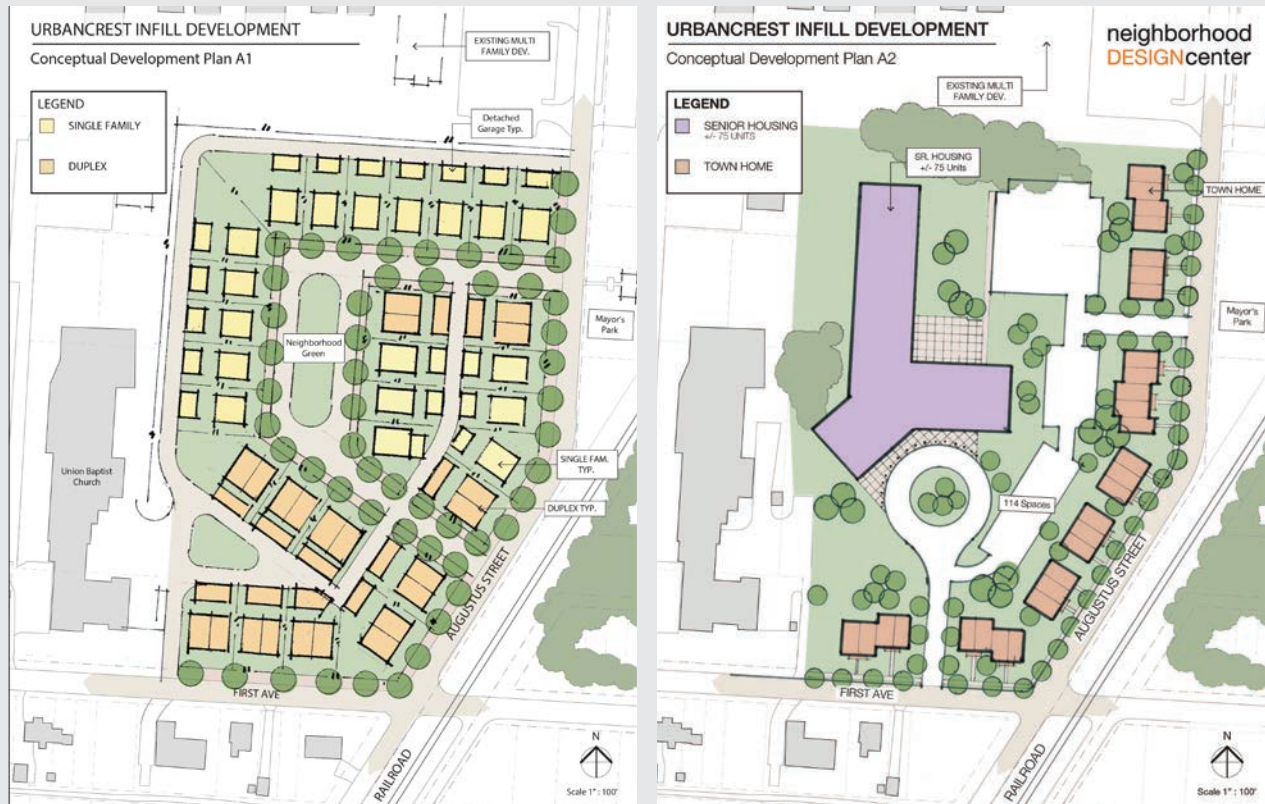 URBANCREST INFILL DEVELOPMENT
Conceptual Development Plan A1
EXISTING MULTI
FAMILY DEV.
LEGEND
SINGLE FAMILY
DUPLEX
Detached
Garage Typ.
Mayor's
Park
Neighborhood
Green
Union Baptist
Church
SINGLE FAM.
TYP.
DUPLEX TYP.
AUGUSTUS STREET
FIRST AVE
RAILROAD
N
Scale 1" : 100'
URBANCREST INFILL DEVELOPMENT
Conceptual Development Plan A2
neighborhood
DESIGNcenter
EXISTING MULTI
FAMILY DEV.
LEGEND
SENIOR HOUSING
+/- 75 UNITS
TOWN HOME
SR. HOUSING
+/- 75 Units
TOWN HOME
Mayor's
Park
114 Spaces
AUGUSTUS STREET
FIRST AVE
RAILROAD
N
Scale 1" : 100'